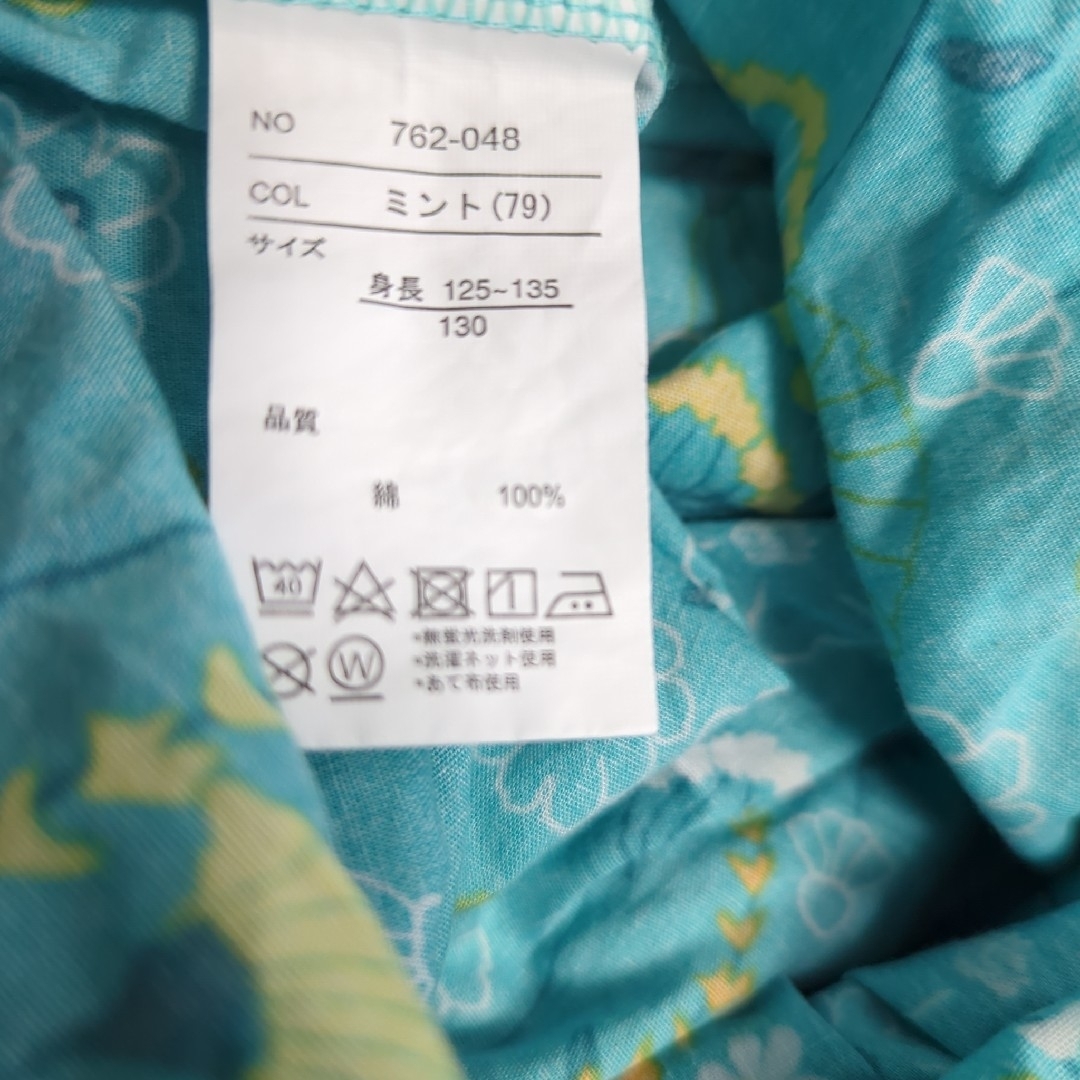 NO 762-048
COL ミント(79)
サイズ
身長 125~135
130
品質
綿 100%
40
•無蛍光洗剤使用
W
•洗濯ネット使用
•あて布使用